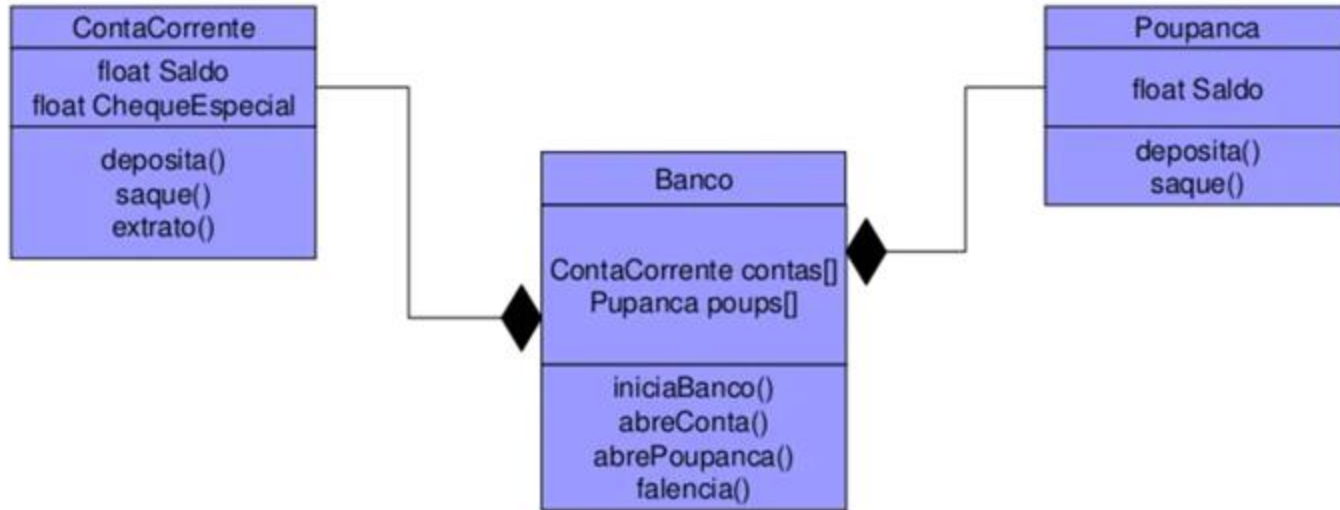 ContaCorrente
float Saldo
float ChequeEspecial
deposita()
saque()
extrato()
Banco
ContaCorrente contas[]
Pupanca poups[]
iniciaBanco()
abreConta()
abrePoupanca()
falencia()
Poupanca
float Saldo
deposita()
saque()